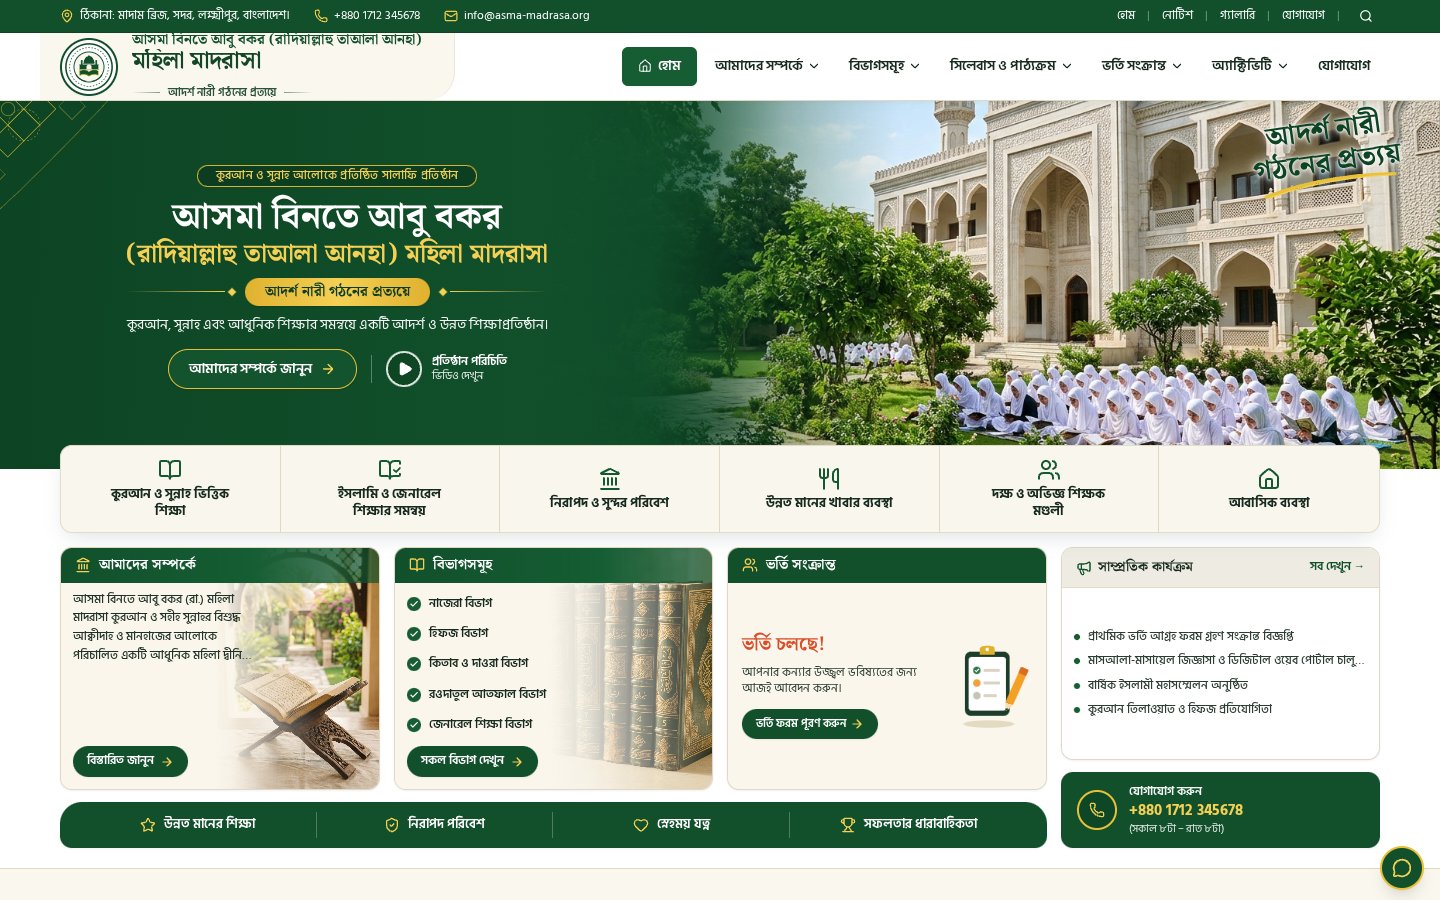 ঠিকানা: মাদাম ব্রিজ, সদর, লক্ষ্মীপুর, বাংলাদেশ।
+880 1712 345678
info@asma-madrasa.org
হোম | নোটিশ | গ্যালারি | যোগাযোগ |
আসমা বিনতে আবু বকর (রাদিয়াল্লাহু তাআলা আনহা)
মহিলা মাদরাসা
আদর্শ নারী গঠনের প্রত্যয়ে
হোম
আমাদের সম্পর্কে
বিভাগসমূহ
সিলেবাস ও পাঠ্যক্রম
ভর্তি সংক্রান্ত
অ্যাক্টিভিটি
যোগাযোগ
আদর্শ নারী
গঠনের প্রত্যয়
কুরআন ও সুন্নাহ আলোকে প্রতিষ্ঠিত সালাফি প্রতিষ্ঠান
আসমা বিনতে আবু বকর
(রাদিয়াল্লাহু তাআলা আনহা) মহিলা মাদরাসা
আদর্শ নারী গঠনের প্রত্যয়ে
কুরআন, সুন্নাহ এবং আধুনিক শিক্ষার সমন্বয়ে একটি আদর্শ ও উন্নত শিক্ষাপ্রতিষ্ঠান।
আমাদের সম্পর্কে জানুন →
প্রতিষ্ঠান পরিচিতি
ভিডিও দেখুন
কুরআন ও সুন্নাহ ভিত্তিক
শিক্ষা
ইসলামি ও জেনারেল
শিক্ষার সমন্বয়
নিরাপদ ও সুন্দর পরিবেশ
উন্নত মানের খাবার ব্যবস্থা
দক্ষ ও অভিজ্ঞ শিক্ষক
মণ্ডলী
আবাসিক ব্যবস্থা
আমাদের সম্পর্কে
আসমা বিনতে আবু বকর (রা.) মহিলা
মাদরাসা কুরআন ও সহীহ সুন্নাহর বিশুদ্ধ
আক্বীদাহ ও মানহাজের আলোকে
পরিচালিত একটি আধুনিক মহিলা দ্বীনি...
বিস্তারিত জানুন →
বিভাগসমূহ
নাজেরা বিভাগ
হিফজ বিভাগ
কিতাব ও দাওরা বিভাগ
রওদাতুল আতফাল বিভাগ
জেনারেল শিক্ষা বিভাগ
সকল বিভাগ দেখুন →
ভর্তি সংক্রান্ত
ভর্তি চলছে!
আপনার কন্যার উজ্জ্বল ভবিষ্যতের জন্য
আজই আবেদন করুন।
ভর্তি ফরম পূরণ করুন →
সাম্প্রতিক কার্যক্রম
সব দেখুন →
প্রাথমিক ভর্তি আগ্রহ ফরম গ্রহণ সংক্রান্ত বিজ্ঞপ্তি
মাসআলা-মাসায়েল জিজ্ঞাসা ও ডিজিটাল ওয়েব পোর্টাল চালু...
বার্ষিক ইসলামী মহাসম্মেলন অনুষ্ঠিত
কুরআন তিলাওয়াত ও হিফজ প্রতিযোগিতা
যোগাযোগ করুন
+880 1712 345678
(সকাল ৮টা – রাত ৮টা)
উন্নত মানের শিক্ষা
নিরাপদ পরিবেশ
স্নেহময় যত্ন
সফলতার ধারাবাহিকতা